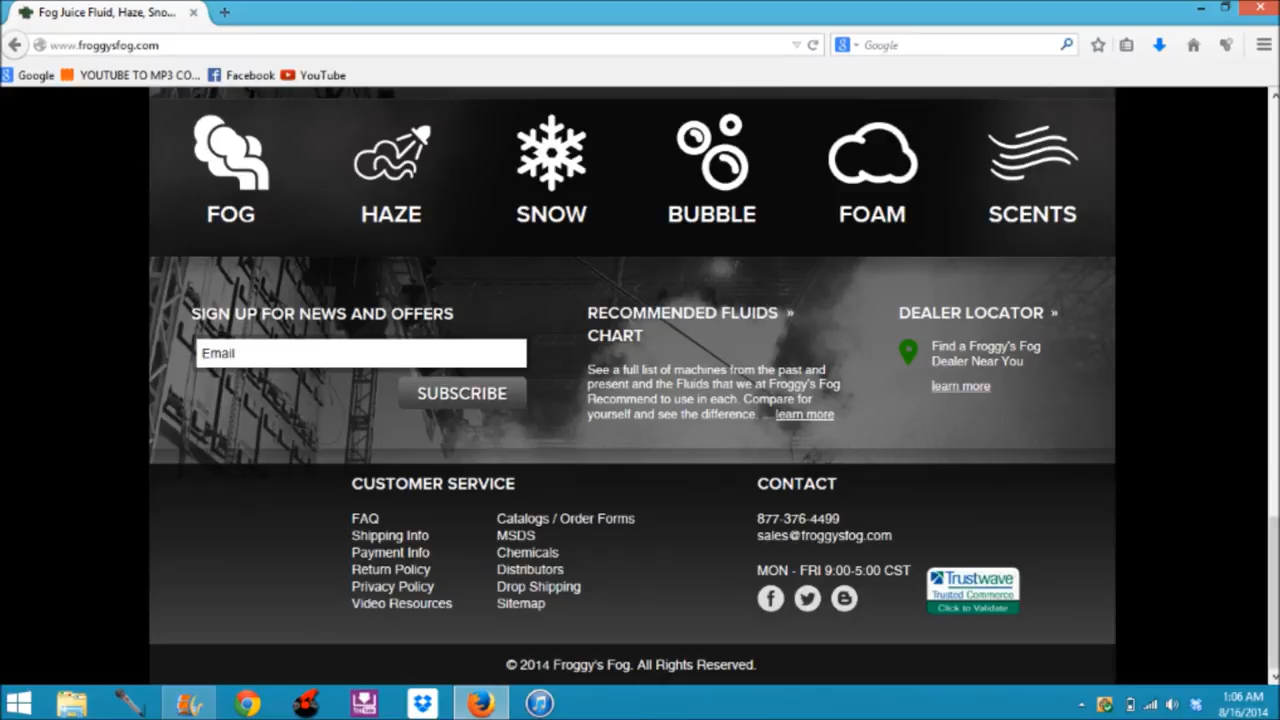 Fog Juice Fluid, Haze, Sno...
www.froggysfog.com
Google
Google
YOUTUBE TO MP3 CO...
Facebook
YouTube
FOG
HAZE
SNOW
BUBBLE
FOAM
SCENTS
SIGN UP FOR NEWS AND OFFERS
Email
SUBSCRIBE
RECOMMENDED FLUIDS »
CHART
See a full list of machines from the past and
present and the Fluids that we at Froggy's Fog
Recommend to use in each. Compare for
yourself and see the difference. ... learn more
DEALER LOCATOR »
Find a Froggy's Fog
Dealer Near You
learn more
CUSTOMER SERVICE
FAQ
Shipping Info
Payment Info
Return Policy
Privacy Policy
Video Resources
Catalogs / Order Forms
MSDS
Chemicals
Distributors
Drop Shipping
Sitemap
CONTACT
877-376-4499
sales@froggysfog.com
MON - FRI 9:00-5:00 CST
Trustwave
Trusted Commerce
Click to Validate
© 2014 Froggy's Fog. All Rights Reserved.
1:06 AM
8/16/2014